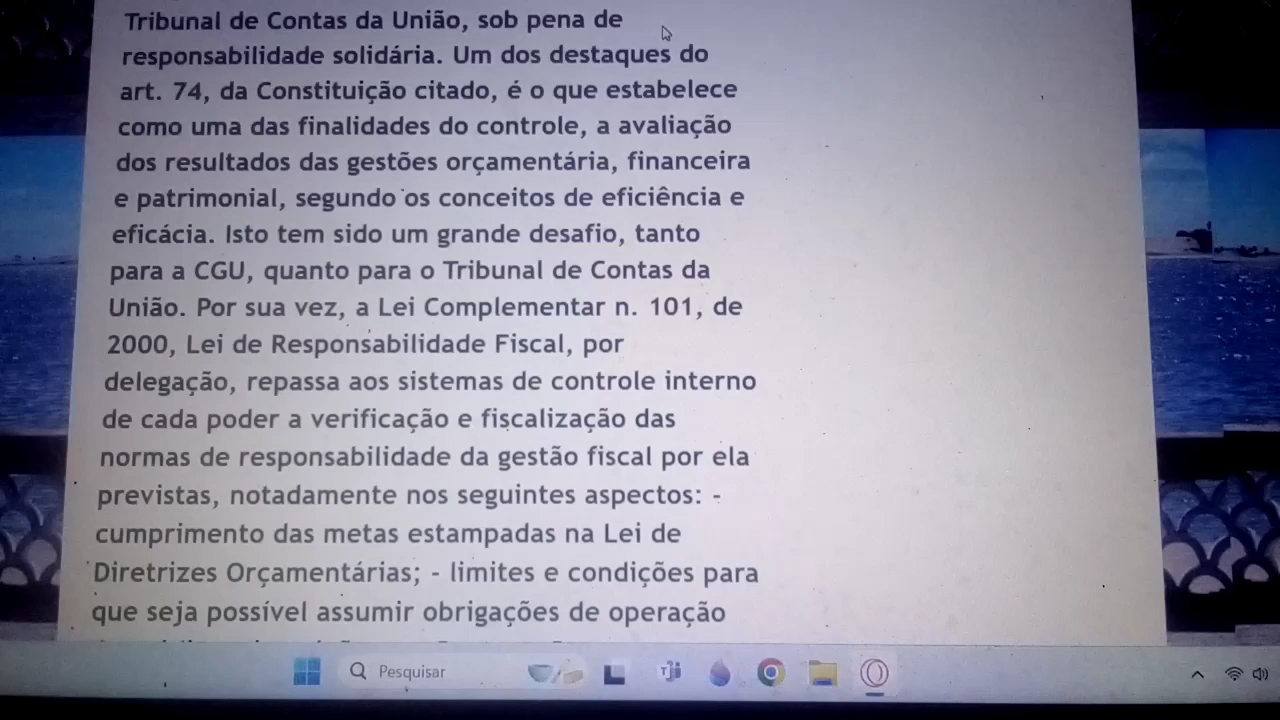 Tribunal de Contas da União, sob pena de
responsabilidade solidária. Um dos destaques do
art. 74, da Constituição citado, é o que estabelece
como uma das finalidades do controle, a avaliação
dos resultados das gestões orçamentária, financeira
e patrimonial, segundo os conceitos de eficiência e
eficácia. Isto tem sido um grande desafio, tanto
para a CGU, quanto para o Tribunal de Contas da
União. Por sua vez, a Lei Complementar n. 101, de
2000, Lei de Responsabilidade Fiscal, por
delegação, repassa aos sistemas de controle interno
de cada poder a verificação e fiscalização das
normas de responsabilidade da gestão fiscal por ela
previstas, notadamente nos seguintes aspectos: -
cumprimento das metas estampadas na Lei de
Diretrizes Orçamentárias; - limites e condições para
que seja possível assumir obrigações de operação
Pesquisar